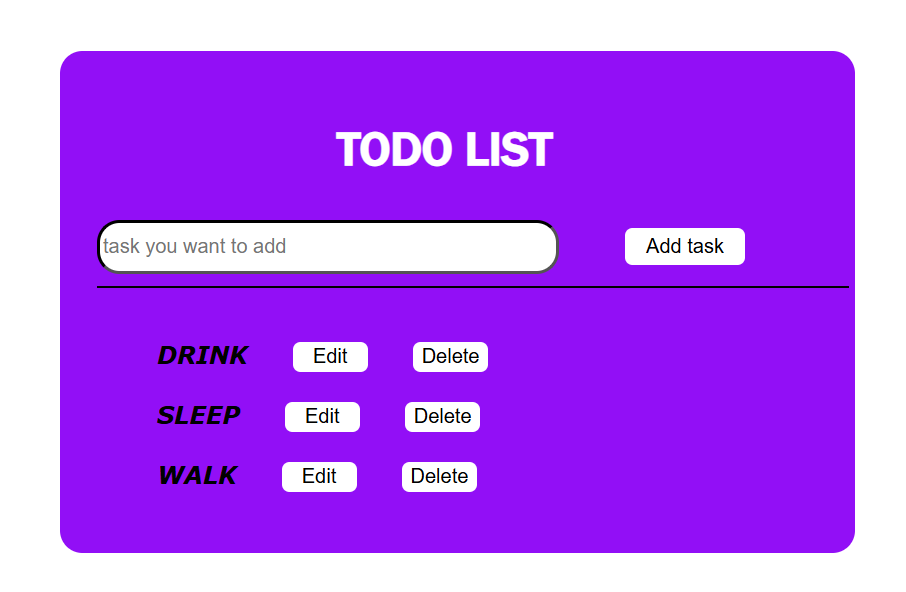 TODO LIST
task you want to add Add task
DRINK Edit Delete
SLEEP Edit Delete
WALK Edit Delete